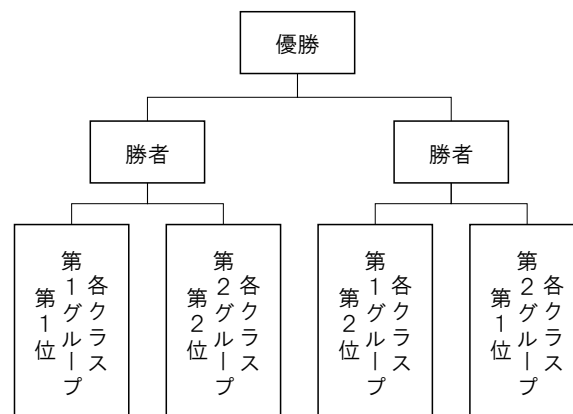 優勝
勝者
勝者
各クラス
第1グループ
第1位
各クラス
第2グループ
第2位
各クラス
第1グループ
第2位
各クラス
第2グループ
第1位